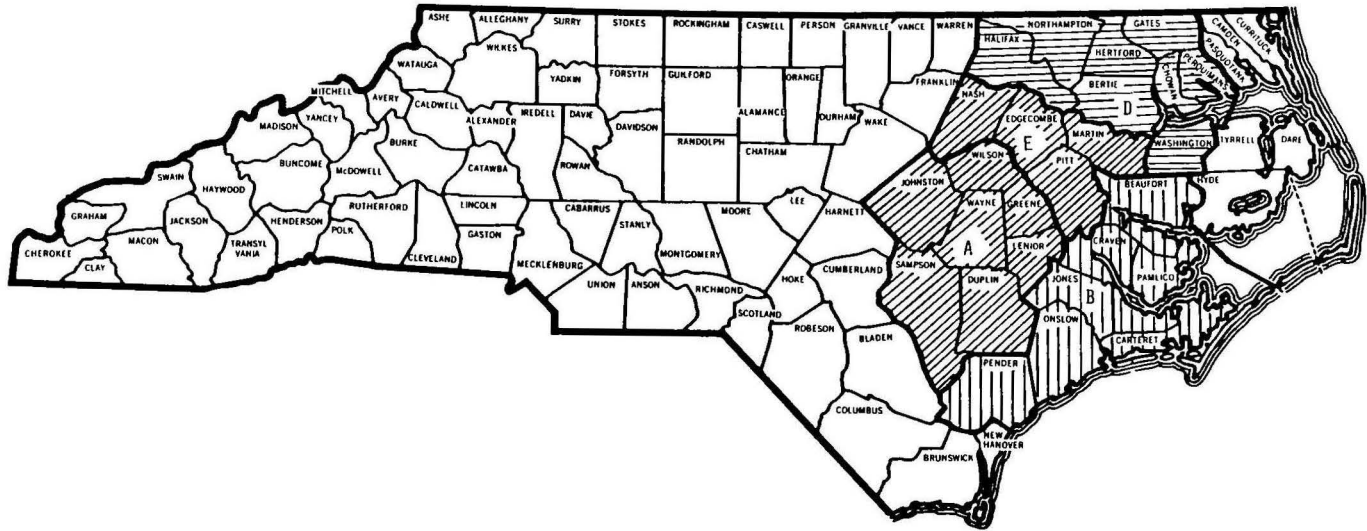 ASHE
ALLEGHANY
SURRY
STOKES
ROCKINGHAM
CASWELL
PERSON
GRANVILLE
VANCE
WARREN
NORTHAMPTON
GATES
CAMDEN
CURRITUCK
HALIFAX
HERTFORD
PASQUOTANK
PERQUIMANS
CHOWAN
WATAUGA
WILKES
YADKIN
FORSYTH
GUILFORD
ALAMANCE
ORANGE
DURHAM
FRANKLIN
NASH
BERTIE
D
MITCHELL
AVERY
CALDWELL
ALEXANDER
IREDELL
DAVIE
DAVIDSON
RANDOLPH
CHATHAM
WAKE
EDGECOMBE
E
MARTIN
WASHINGTON
TYRRELL
DARE
MADISON
YANCEY
BUNCOME
McDOWELL
BURKE
CATAWBA
ROWAN
WILSON
PITT
JOHNSTON
BEAUFORT
HYDE
SWAIN
HAYWOOD
GRAHAM
JACKSON
HENDERSON
RUTHERFORD
LINCOLN
CABARRUS
STANLY
MOORE
LEE
HARNETT
WAYNE
GREENE
CHEROKEE
MACON
CLAY
TRANSYL
VANIA
POLK
CLEVELAND
GASTON
MECKLENBURG
UNION
ANSON
MONTGOMERY
RICHMOND
HOKE
CUMBERLAND
SAMPSON
A
LENIOR
DUPLIN
CRAVEN
JONES
B
PAMLICO
SCOTLAND
ROBESON
BLADEN
ONSLOW
CARTERET
PENDER
COLUMBUS
NEW
HANOVER
BRUNSWICK